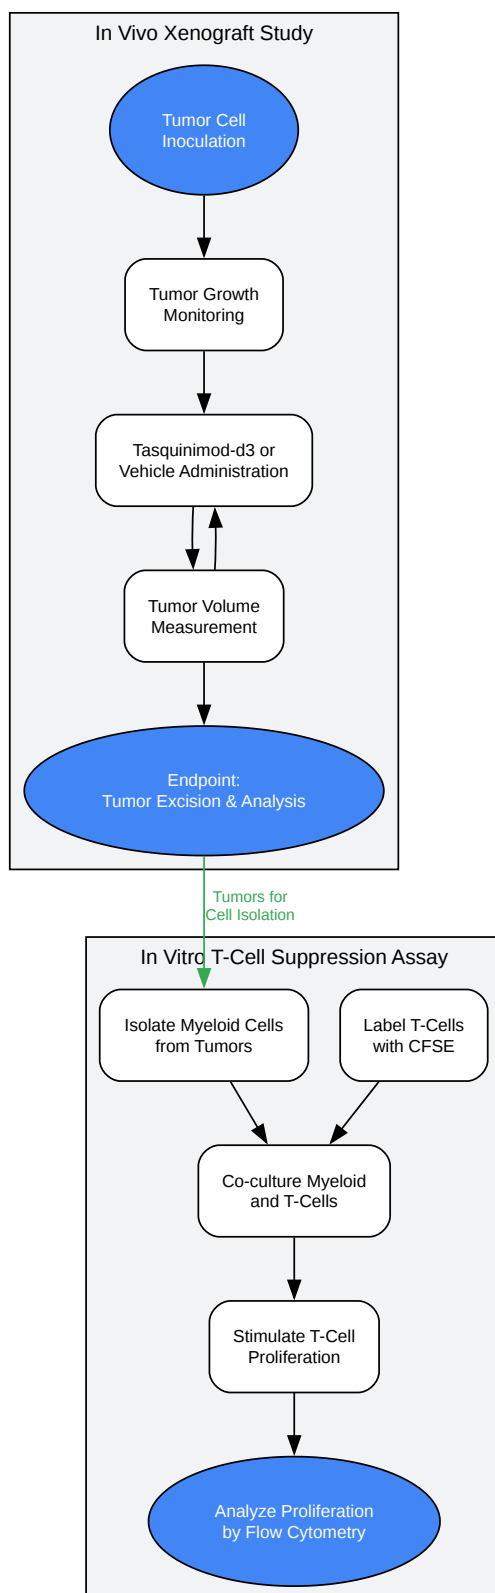 In Vivo Xenograft Study
Tumor Cell
Inoculation
Tumor Growth
Monitoring
Tasquinimod-d3 or
Vehicle Administration
Tumor Volume
Measurement
Endpoint:
Tumor Excision & Analysis
Tumors for
Cell Isolation
In Vitro T-Cell Suppression Assay
Isolate Myeloid Cells
from Tumors
Label T-Cells
with CFSE
Co-culture Myeloid
and T-Cells
Stimulate T-Cell
Proliferation
Analyze Proliferation
by Flow Cytometry